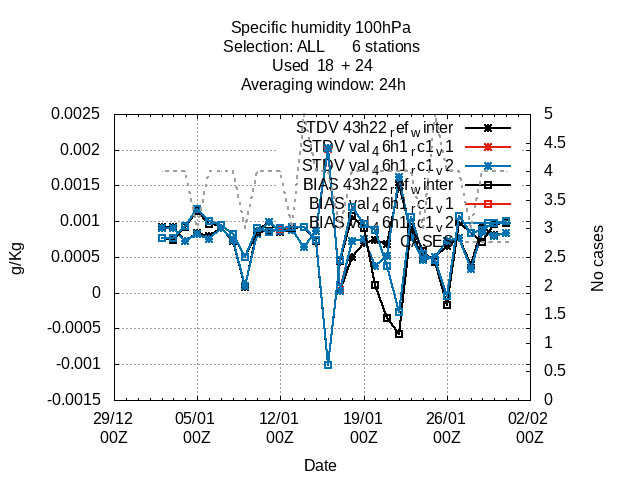 Specific humidity 100hPa
Selection: ALL 6 stations
Used 18 + 24
Averaging window: 24h
g/Kg
No cases
0.0025
0.002
0.0015
0.001
0.0005
0
-0.0005
-0.001
-0.0015
5
4.5
4
3.5
3
2.5
2
1.5
1
0.5
0
STDV 43h22_ref_winter
STDV val_46h1_rc1_v1
STDV val_46h1_rc1_v2
BIAS 43h22_ref_winter
BIAS val_46h1_rc1_v1
BIAS val_46h1_rc1_v2
CASES
29/12 05/01 12/01 19/01 26/01 02/02
00Z 00Z 00Z 00Z 00Z 00Z
Date